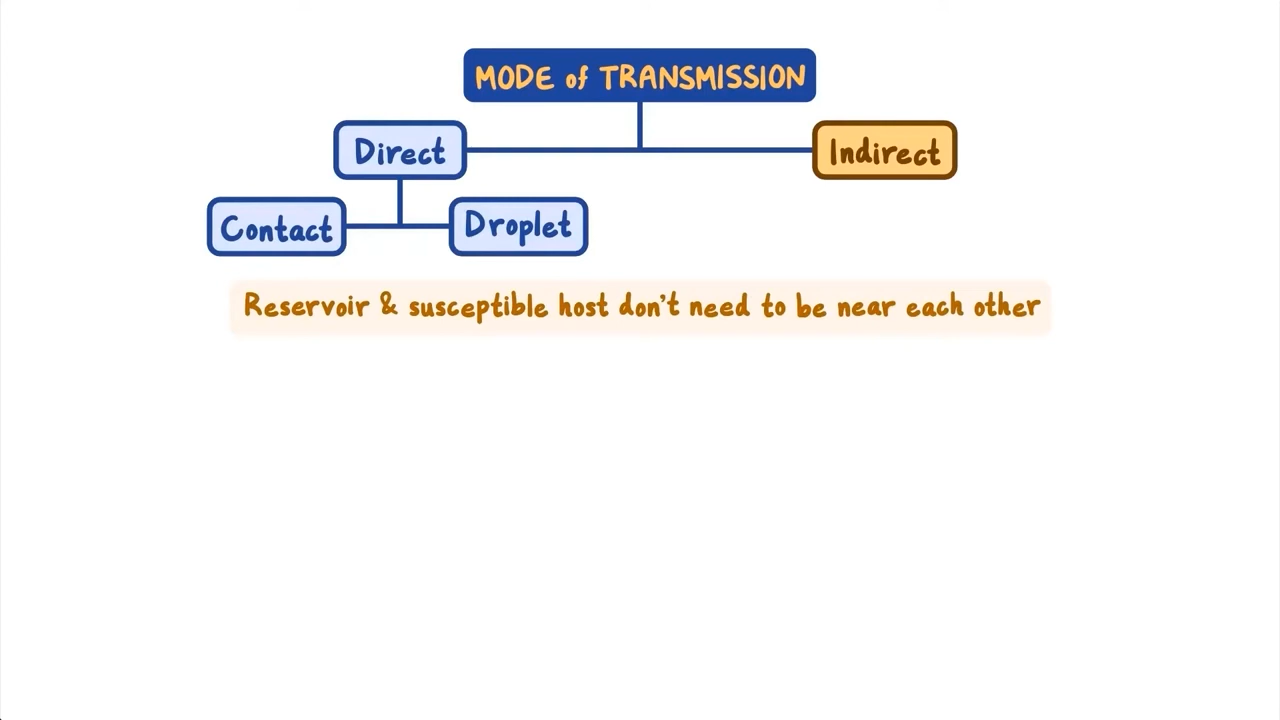 MODE of TRANSMISSION
Direct
Indirect
Contact
Droplet
Reservoir & susceptible host don't need to be near each other